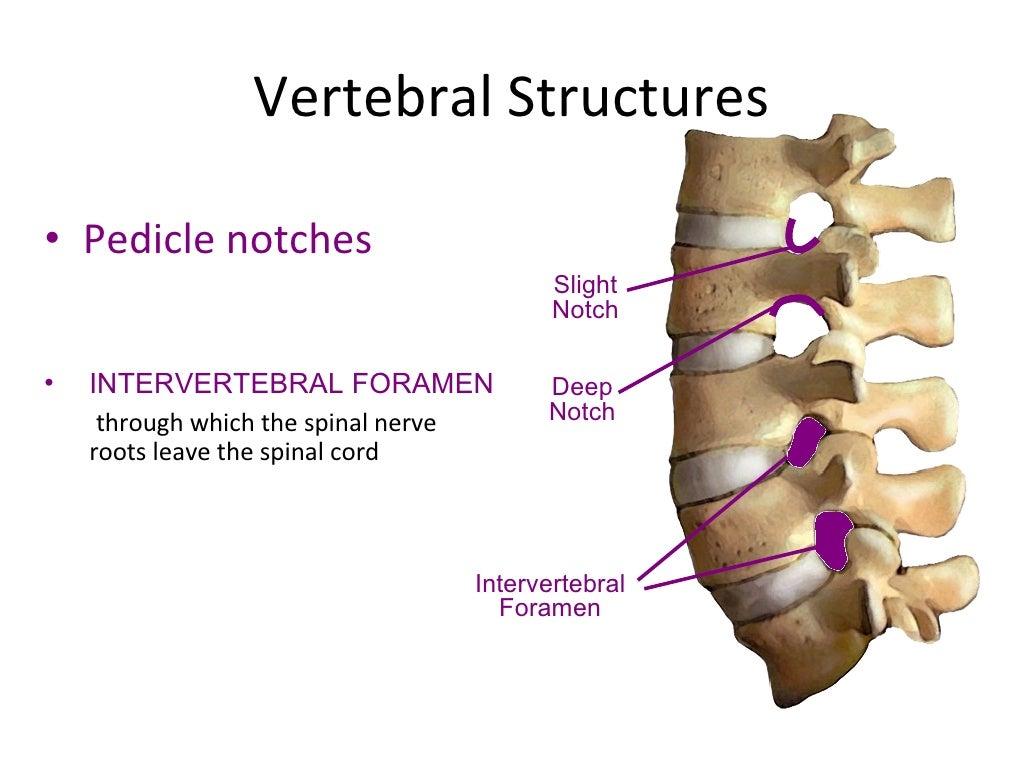 Vertebral Structures
• Pedicle notches
Slight
Notch
• INTERVERTEBRAL FORAMEN
through which the spinal nerve
roots leave the spinal cord
Deep
Notch
Intervertebral
Foramen